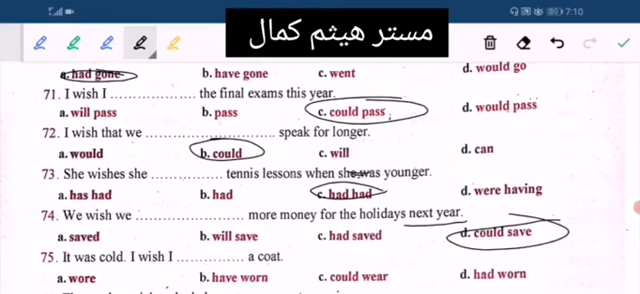 7:10
مستر هيثم كمال
a. had gone b. have gone c. went d. would go
71. I wish I .................. the final exams this year.
a. will pass b. pass c. could pass d. would pass
72. I wish that we ........................... speak for longer.
a. would b. could c. will d. can
73. She wishes she ................. tennis lessons when she was younger.
a. has had b. had c. had had d. were having
74. We wish we ................. more money for the holidays next year.
a. saved b. will save c. had saved d. could save
75. It was cold. I wish I ............. a coat.
a. wore b. have worn c. could wear d. had worn